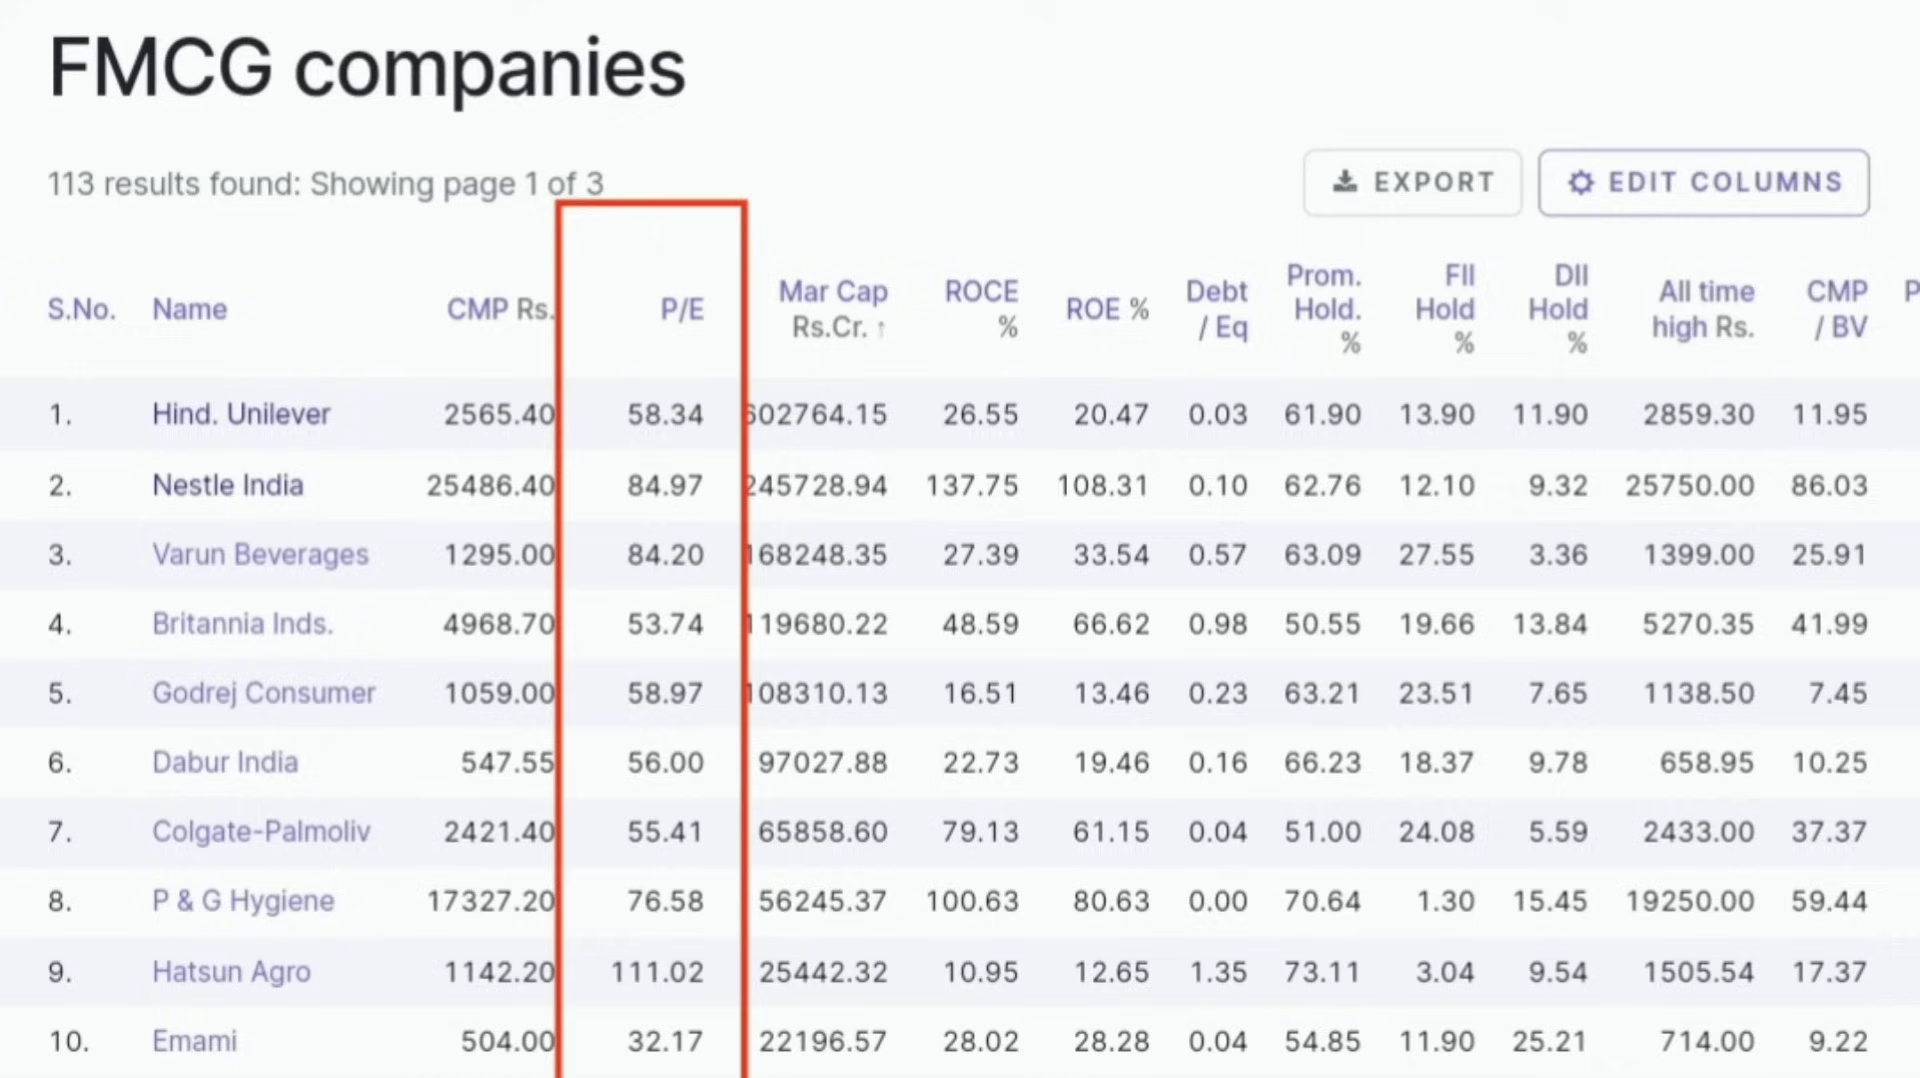 FMCG companies
113 results found: Showing page 1 of 3
EXPORT
EDIT COLUMNS
S.No. Name CMP Rs. P/E Mar Cap Rs.Cr. ↑ ROCE % ROE % Debt / Eq Prom. Hold. % FII Hold % DII Hold % All time high Rs. CMP / BV P
1. Hind. Unilever 2565.40 58.34 602764.15 26.55 20.47 0.03 61.90 13.90 11.90 2859.30 11.95
2. Nestle India 25486.40 84.97 245728.94 137.75 108.31 0.10 62.76 12.10 9.32 25750.00 86.03
3. Varun Beverages 1295.00 84.20 168248.35 27.39 33.54 0.57 63.09 27.55 3.36 1399.00 25.91
4. Britannia Inds. 4968.70 53.74 119680.22 48.59 66.62 0.98 50.55 19.66 13.84 5270.35 41.99
5. Godrej Consumer 1059.00 58.97 108310.13 16.51 13.46 0.23 63.21 23.51 7.65 1138.50 7.45
6. Dabur India 547.55 56.00 97027.88 22.73 19.46 0.16 66.23 18.37 9.78 658.95 10.25
7. Colgate-Palmoliv 2421.40 55.41 65858.60 79.13 61.15 0.04 51.00 24.08 5.59 2433.00 37.37
8. P & G Hygiene 17327.20 76.58 56245.37 100.63 80.63 0.00 70.64 1.30 15.45 19250.00 59.44
9. Hatsun Agro 1142.20 111.02 25442.32 10.95 12.65 1.35 73.11 3.04 9.54 1505.54 17.37
10. Emami 504.00 32.17 22196.57 28.02 28.28 0.04 54.85 11.90 25.21 714.00 9.22